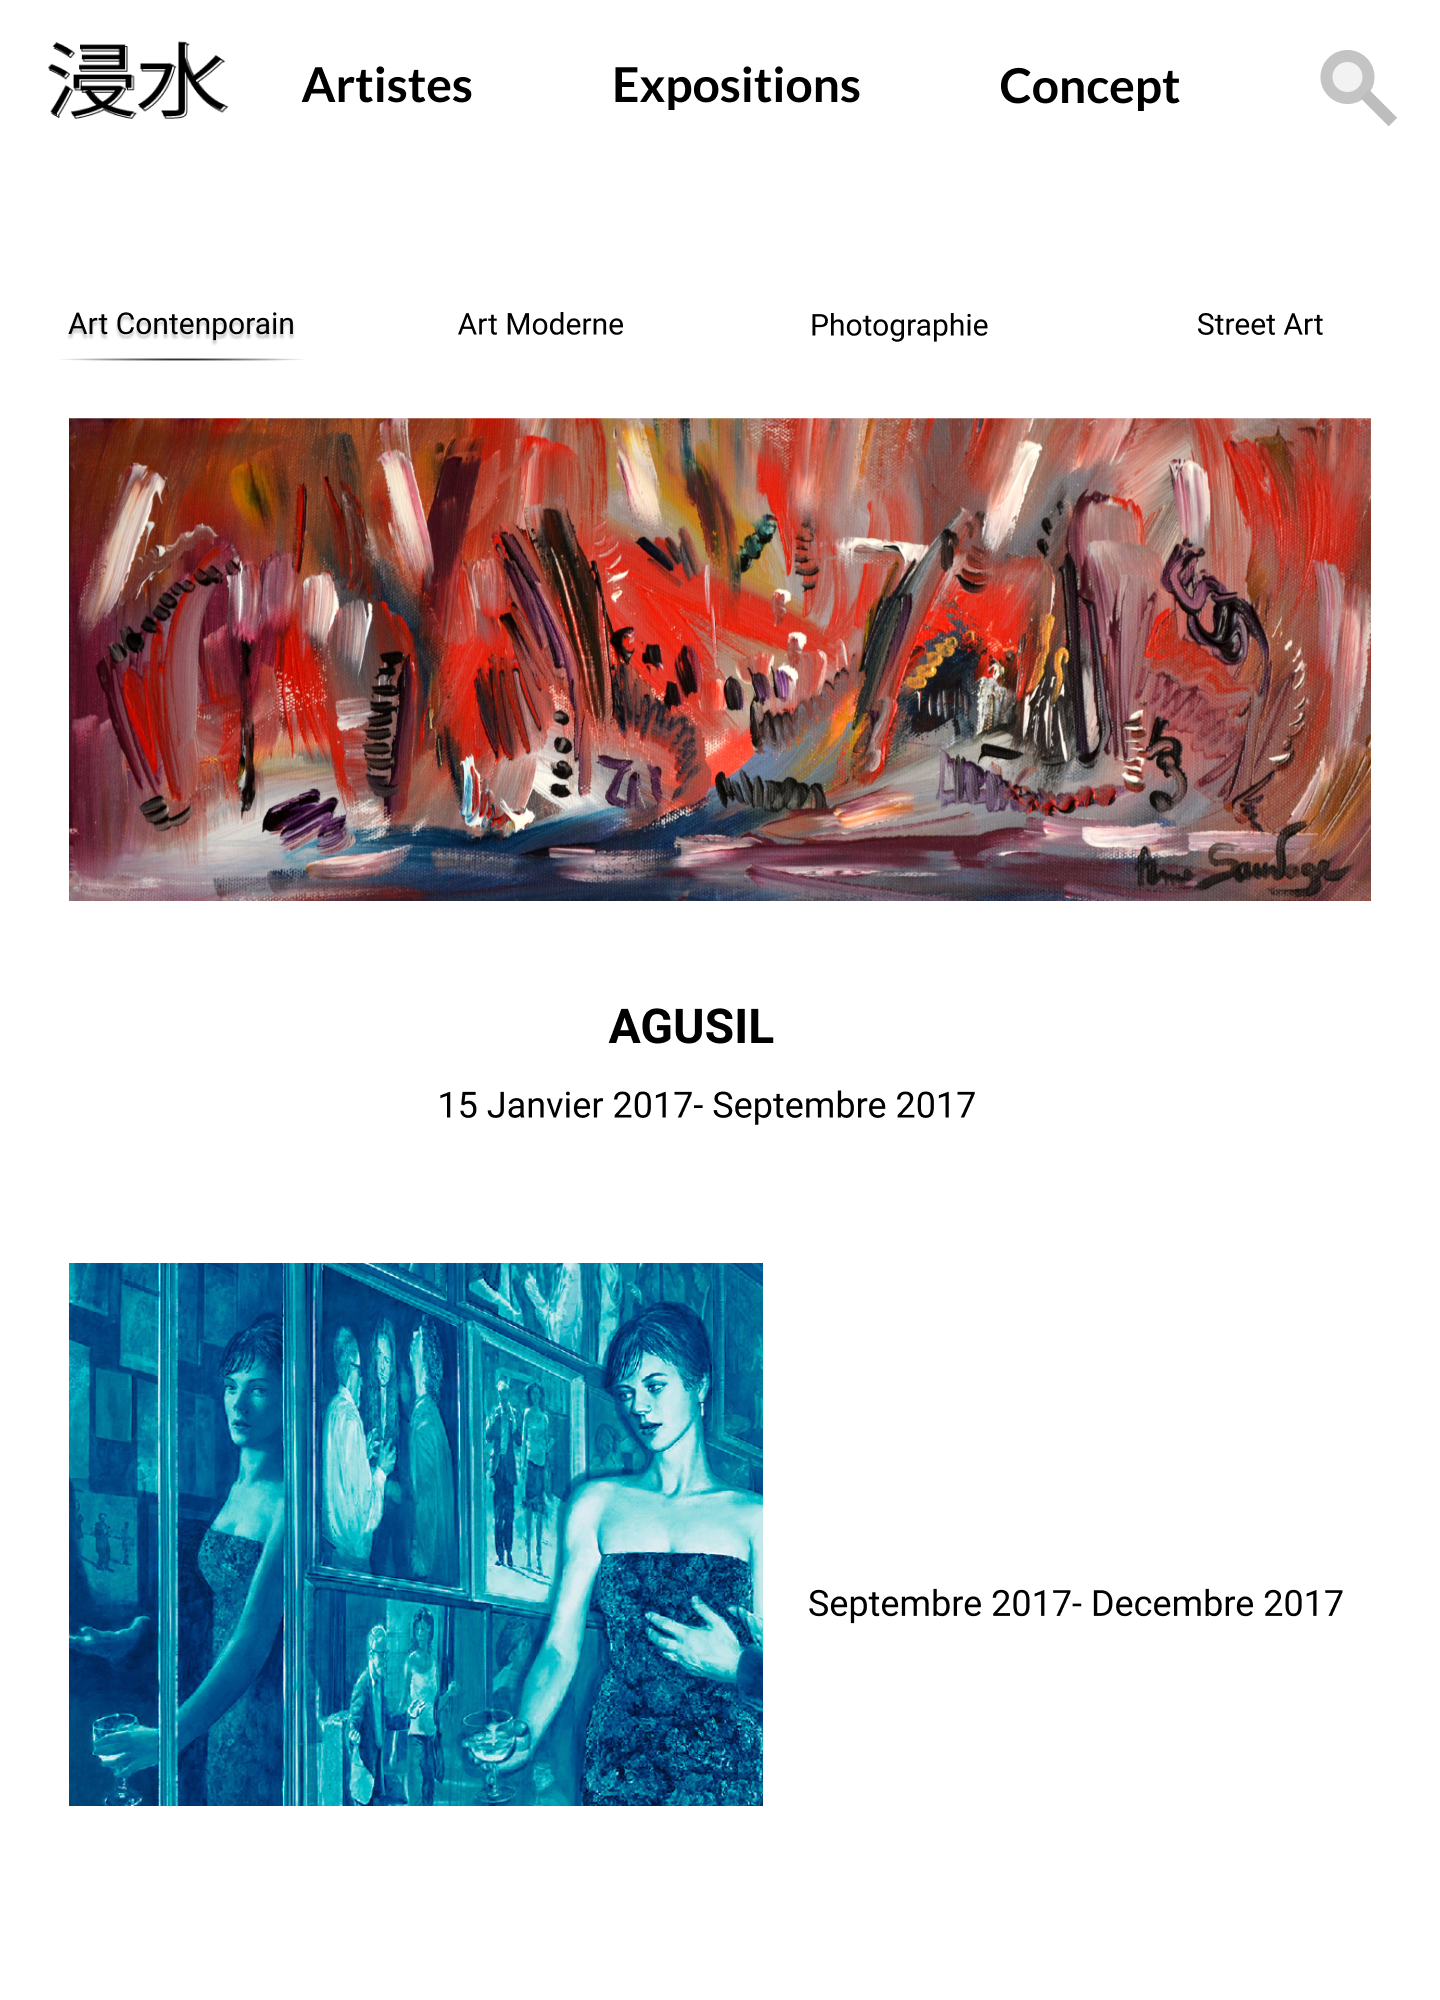 浸水 Artistes Expositions Concept
Art Contenporain Art Moderne Photographie Street Art
AGUSIL
15 Janvier 2017- Septembre 2017
Septembre 2017- Decembre 2017